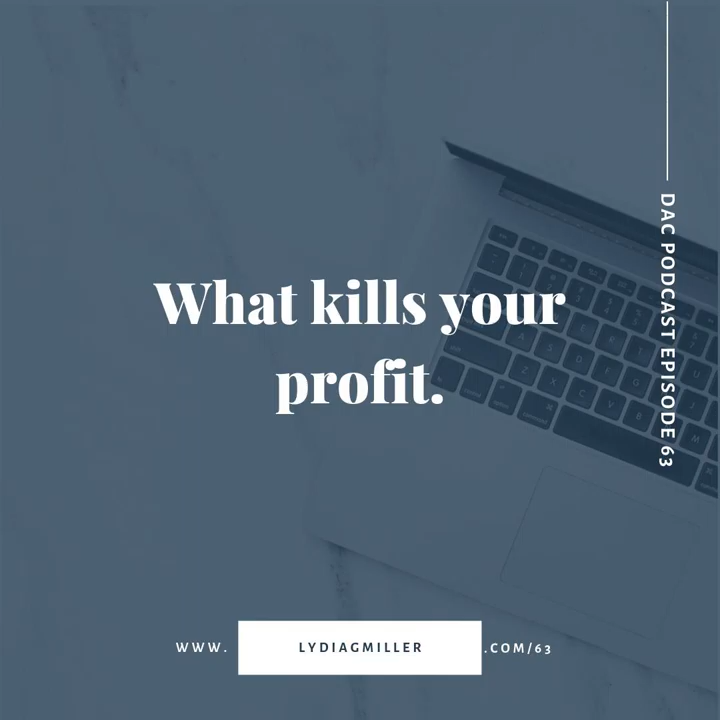 What kills your
profit.
DAC PODCAST EPISODE 63
WWW. LYDIAGMILLER .COM/63